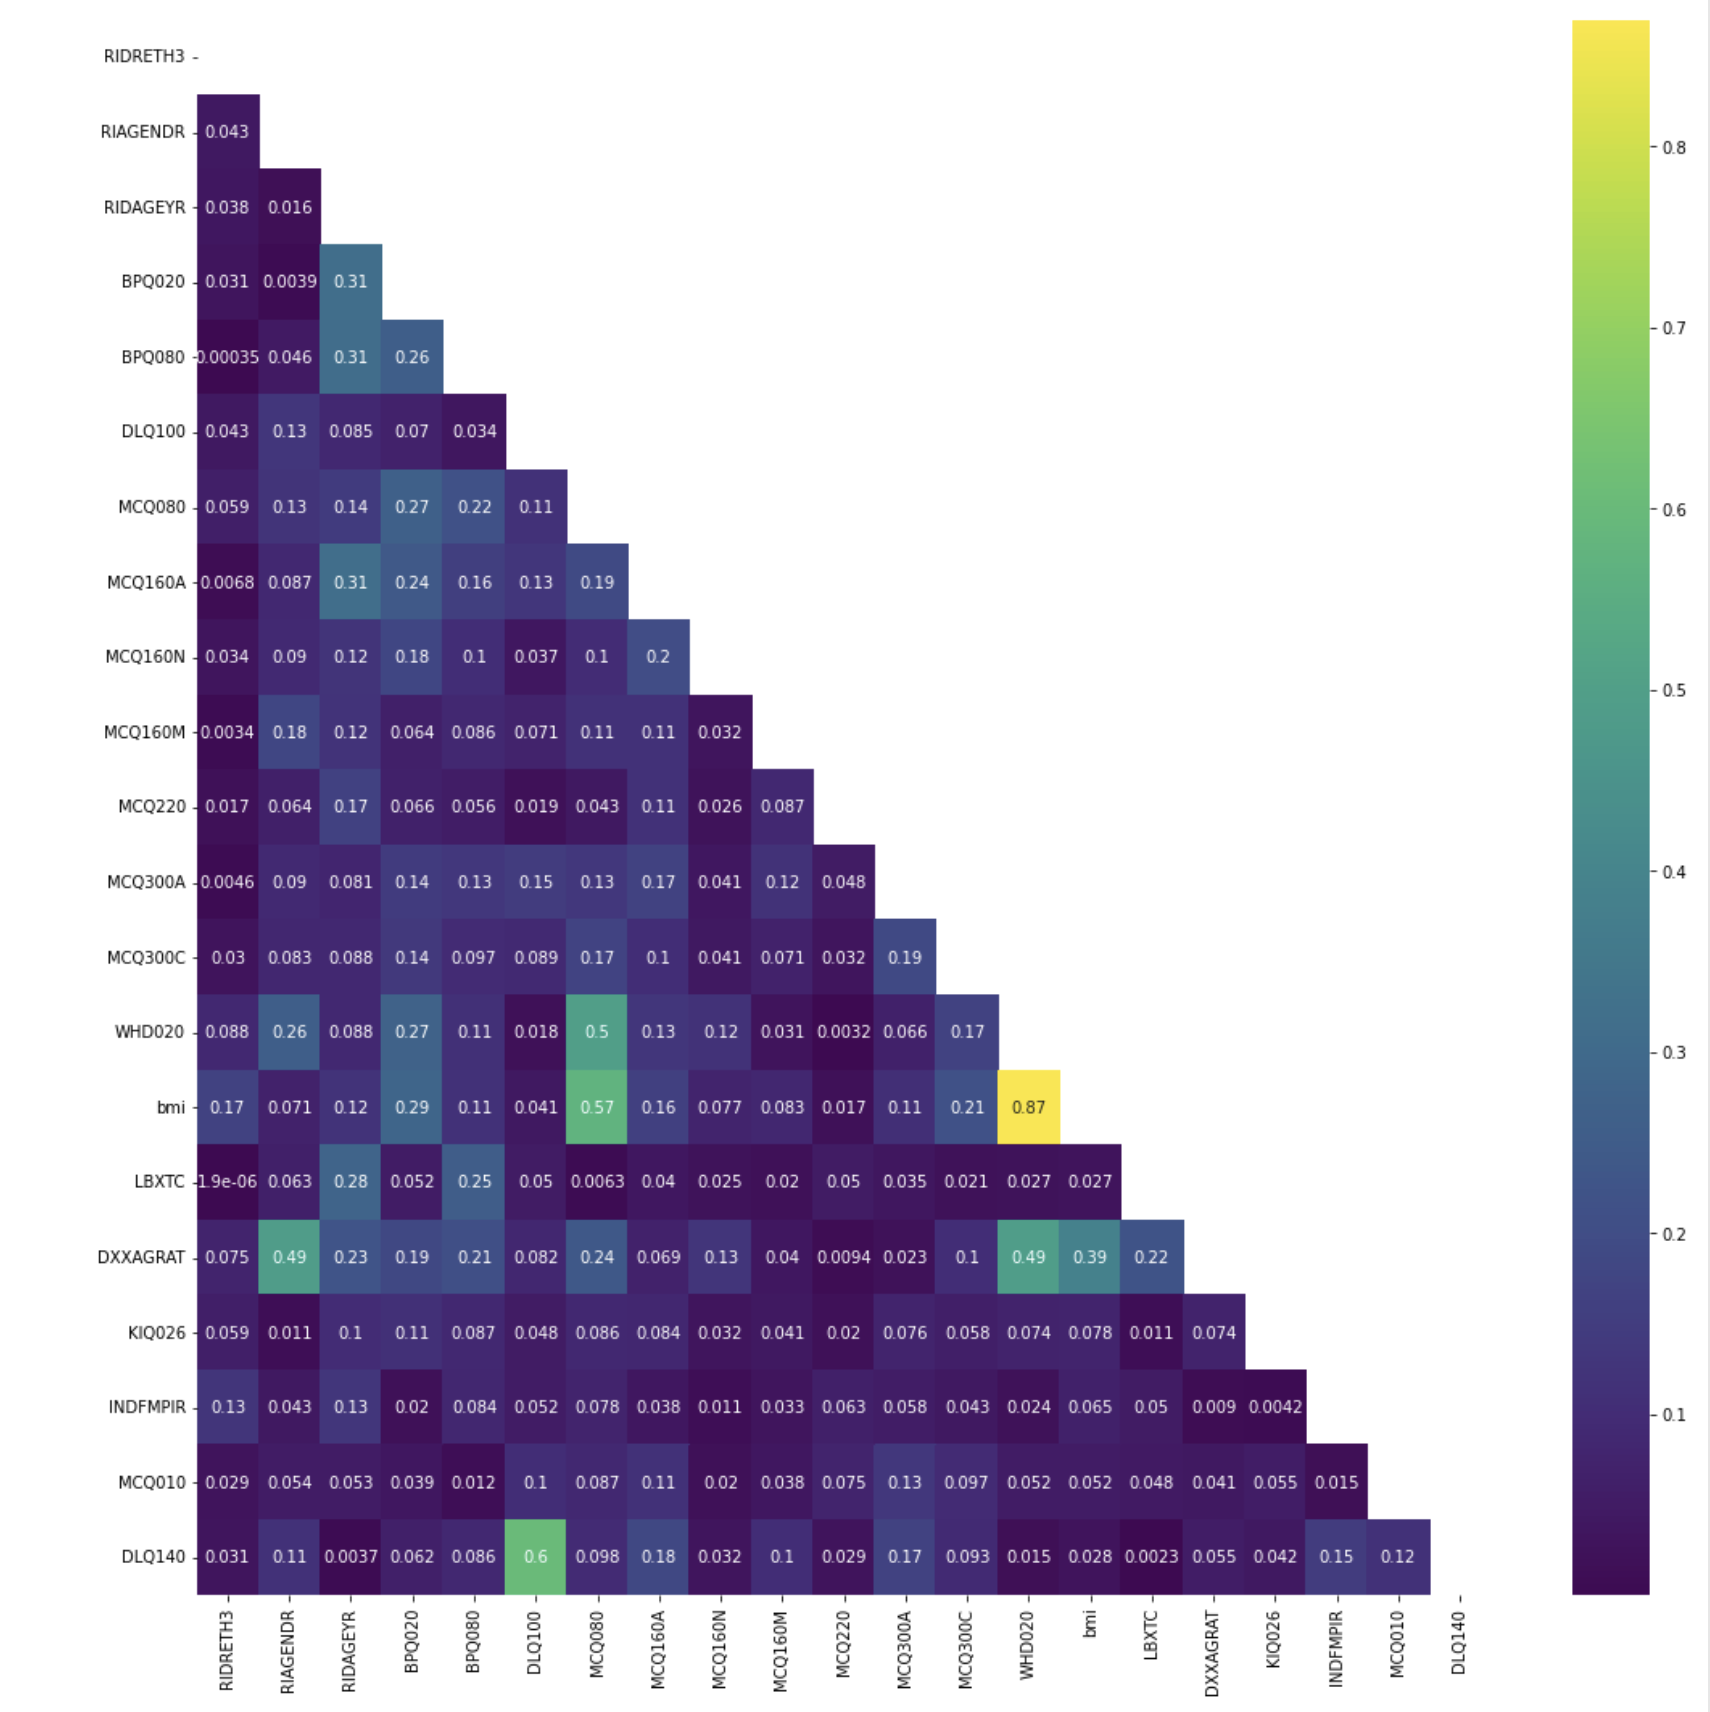 RIDRETH3
RIAGENDR 0.043
RIDAGEYR 0.038 0.016
BPQ020 0.031 0.0039 0.31
BPQ080 0.00035 0.046 0.31 0.26
DLQ100 0.043 0.13 0.085 0.07 0.034
MCQ080 0.059 0.13 0.14 0.27 0.22 0.11
MCQ160A 0.0068 0.087 0.31 0.24 0.16 0.13 0.19
MCQ160N 0.034 0.09 0.12 0.18 0.1 0.037 0.1 0.2
MCQ160M 0.0034 0.18 0.12 0.064 0.086 0.071 0.11 0.11 0.032
MCQ220 0.017 0.064 0.17 0.066 0.056 0.019 0.043 0.11 0.026 0.087
MCQ300A 0.0046 0.09 0.081 0.14 0.13 0.15 0.13 0.17 0.041 0.12 0.048
MCQ300C 0.03 0.083 0.088 0.14 0.097 0.089 0.17 0.1 0.041 0.071 0.032 0.19
WHD020 0.088 0.26 0.088 0.27 0.11 0.018 0.5 0.13 0.12 0.031 0.0032 0.066 0.17
bmi 0.17 0.071 0.12 0.29 0.11 0.041 0.57 0.16 0.077 0.083 0.017 0.11 0.21 0.87
LBXTC 1.9e-06 0.063 0.28 0.052 0.25 0.05 0.0063 0.04 0.025 0.02 0.05 0.035 0.021 0.027 0.027
DXXAGRAT 0.075 0.49 0.23 0.19 0.21 0.082 0.24 0.069 0.13 0.04 0.0094 0.023 0.1 0.49 0.39 0.22
KIQ026 0.059 0.011 0.1 0.11 0.087 0.048 0.086 0.084 0.032 0.041 0.02 0.076 0.058 0.074 0.078 0.011 0.074
INDFMPIR 0.13 0.043 0.13 0.02 0.084 0.052 0.078 0.038 0.011 0.033 0.063 0.058 0.043 0.024 0.065 0.05 0.009 0.0042
MCQ010 0.029 0.054 0.053 0.039 0.012 0.1 0.087 0.11 0.02 0.038 0.075 0.13 0.097 0.052 0.052 0.048 0.041 0.055 0.015
DLQ140 0.031 0.11 0.0037 0.062 0.086 0.6 0.098 0.18 0.032 0.1 0.029 0.17 0.093 0.015 0.028 0.0023 0.055 0.042 0.15 0.12
RIDRETH3 RIAGENDR RIDAGEYR BPQ020 BPQ080 DLQ100 MCQ080 MCQ160A MCQ160N MCQ160M MCQ220 MCQ300A MCQ300C WHD020 bmi LBXTC DXXAGRAT KIQ026 INDFMPIR MCQ010 DLQ140
0.8
0.7
0.6
0.5
0.4
0.3
0.2
0.1